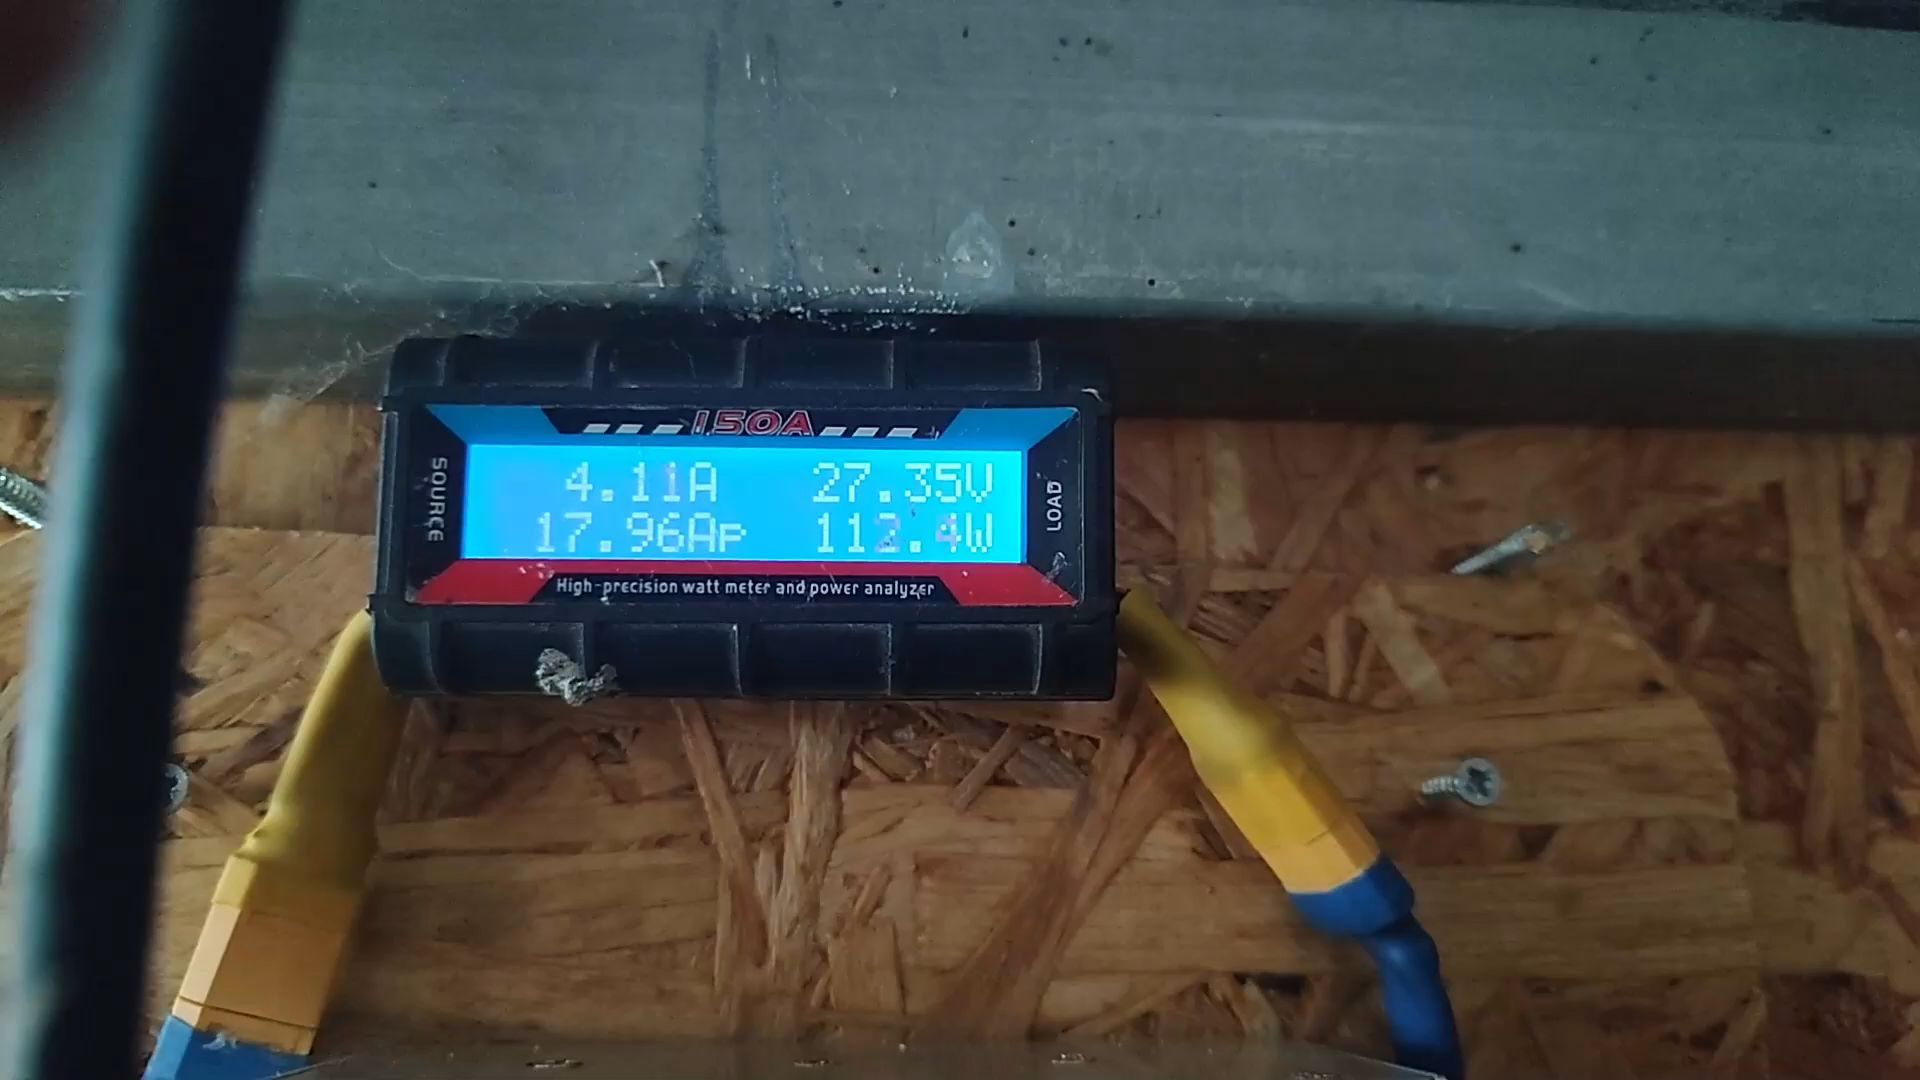 150A
SOURCE
4.11A 27.35V
17.96Ap 112.4W
LOAD
High-precision watt meter and power analyzer